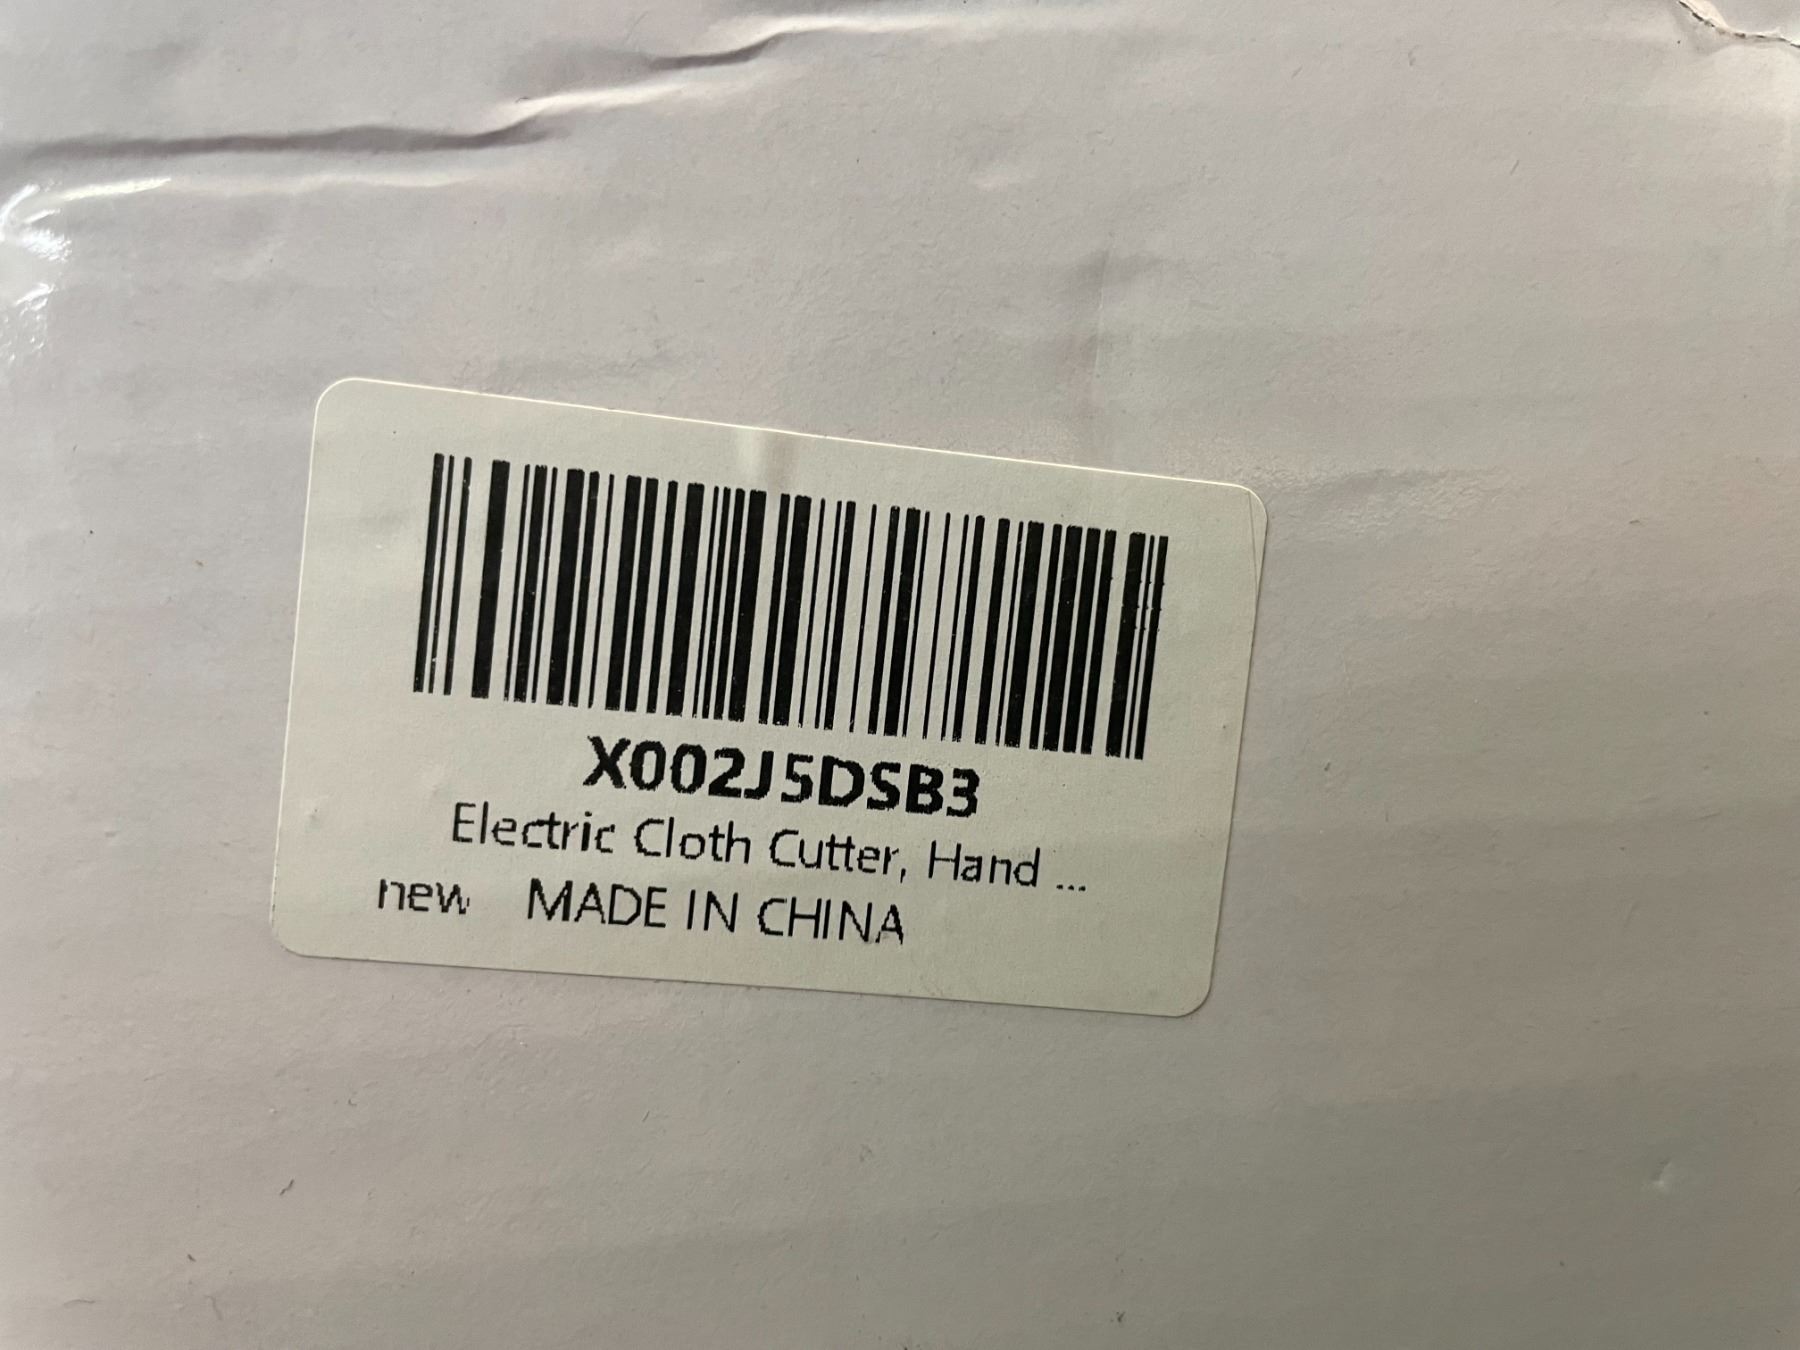 X002J5DSB3
Electric Cloth Cutter, Hand ...
new MADE IN CHINA